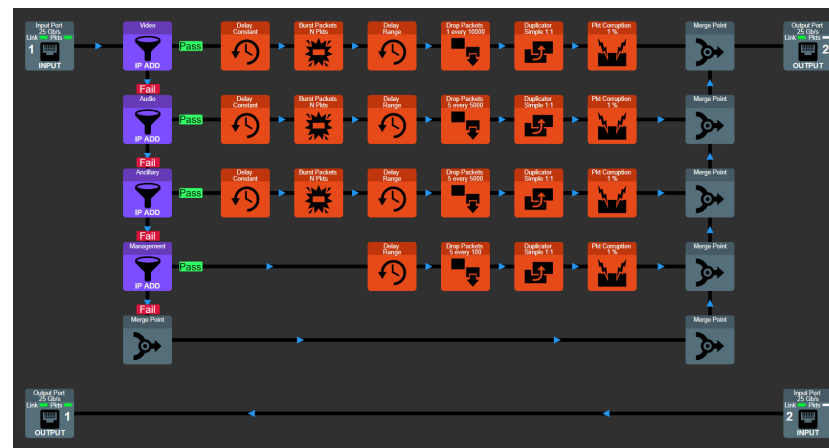 Input Port
25 Gb/s
Link Pkts
1
INPUT
Video
IP ADD
Pass
Delay
Constant
Burst Packets
N Pkts
Delay
Range
Drop Packets
1 every 10000
Duplicator
Simple 1:1
Pkt Corruption
1 %
Merge Point
Output Port
25 Gb/s
Link Pkts
2
OUTPUT
Fail
Audio
IP ADD
Pass
Delay
Constant
Burst Packets
N Pkts
Delay
Range
Drop Packets
5 every 5000
Duplicator
Simple 1:1
Pkt Corruption
1 %
Merge Point
Fail
Ancillary
IP ADD
Pass
Delay
Constant
Burst Packets
N Pkts
Delay
Range
Drop Packets
5 every 5000
Duplicator
Simple 1:1
Pkt Corruption
1 %
Merge Point
Fail
Management
IP ADD
Pass
Delay
Range
Drop Packets
5 every 100
Duplicator
Simple 1:1
Pkt Corruption
1 %
Merge Point
Fail
Merge Point
Merge Point
Output Port
25 Gb/s
Link Pkts
1
OUTPUT
Input Port
25 Gb/s
Link Pkts
2
INPUT